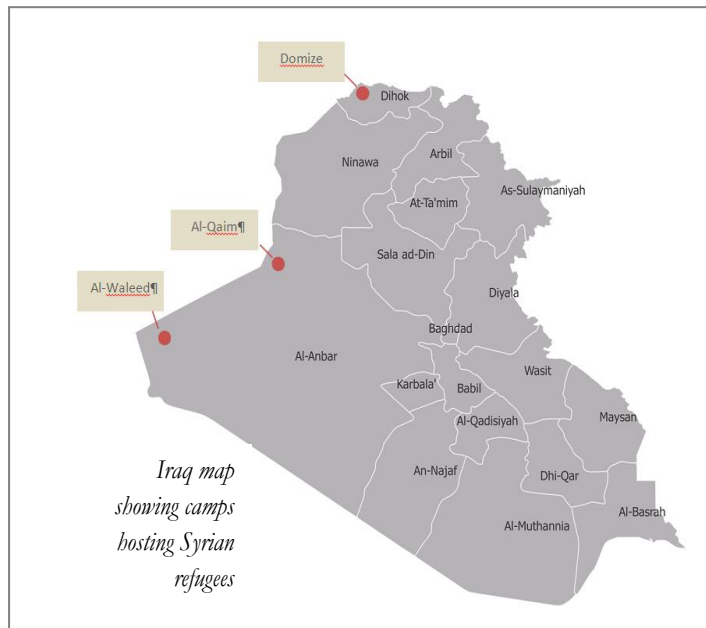 Domize
Dihok
Ninawa
Arbil
As-Sulaymaniyah
At-Ta'mim
Al-Qaim¶
Sala ad-Din
Al-Waleed¶
Diyala
Baghdad
Al-Anbar
Wasit
Karbala'
Babil
Maysan
Al-Qadisiyah
An-Najaf
Dhi-Qar
Al-Basrah
Al-Muthannia
Iraq map
showing camps
hosting Syrian
refugees